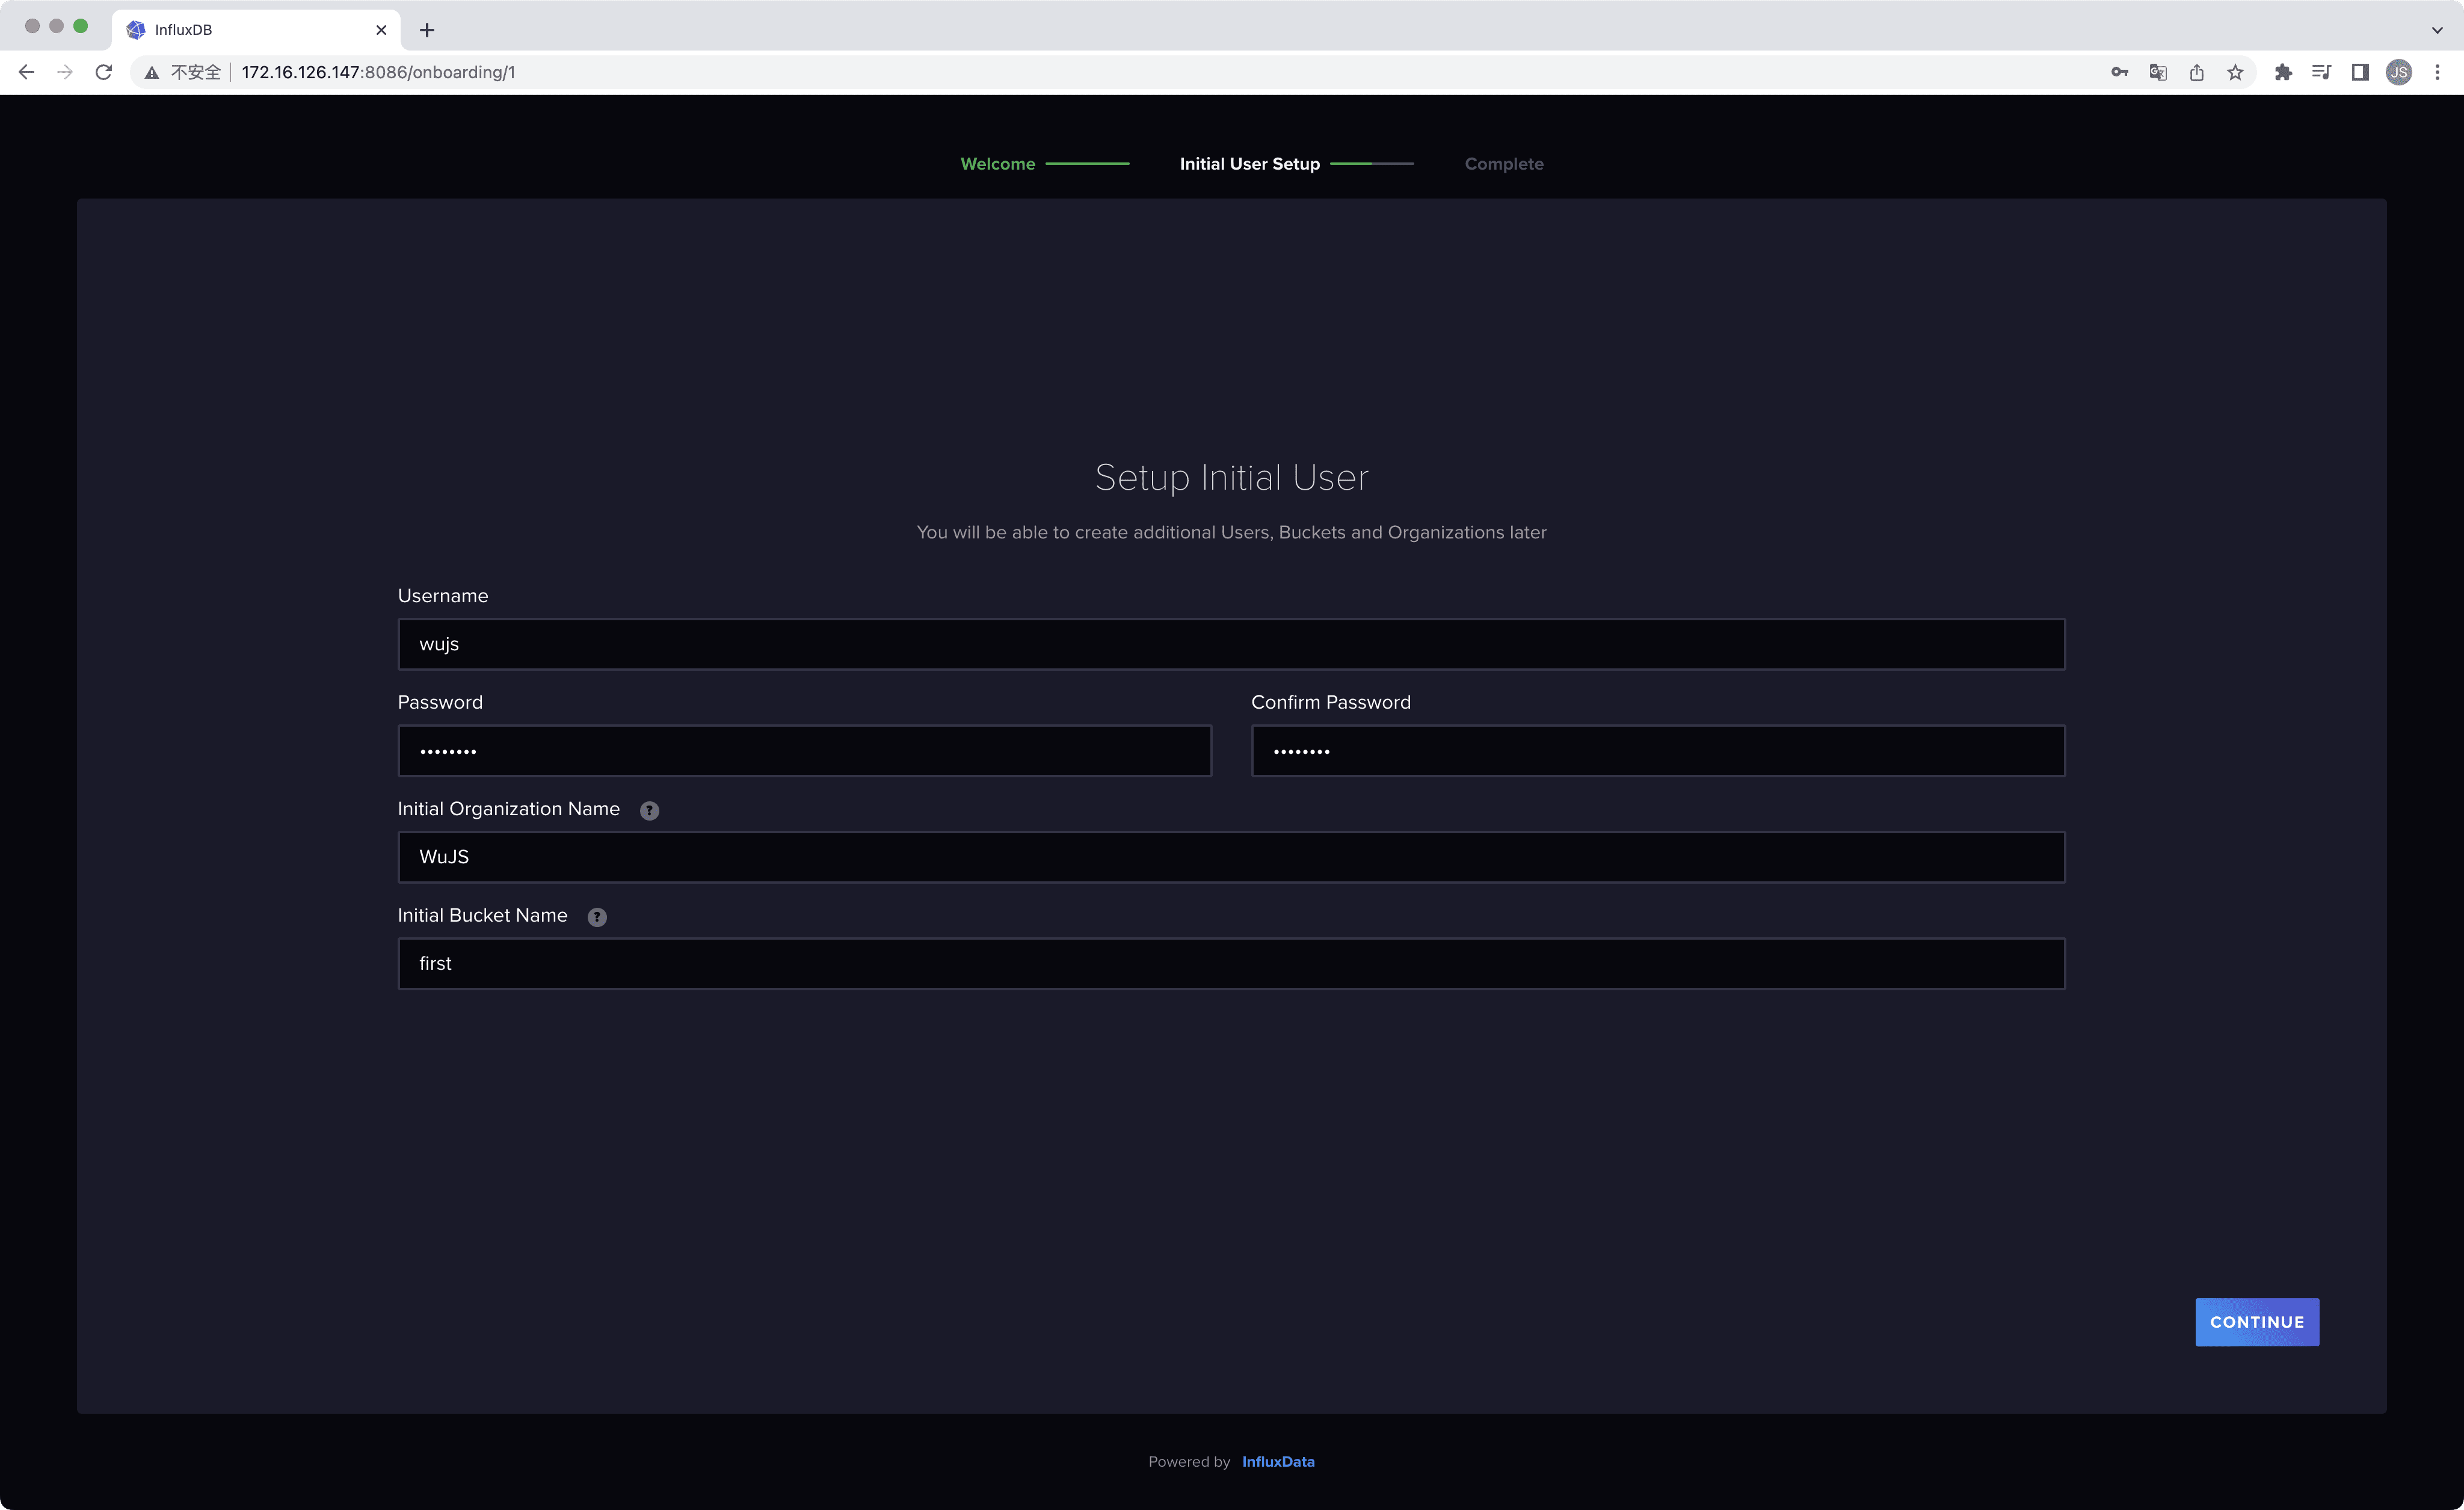 InfluxDB
不安全 172.16.126.147:8086/onboarding/1
JS
Welcome Initial User Setup Complete
Setup Initial User
You will be able to create additional Users, Buckets and Organizations later
Username
wujs
Password Confirm Password
•••••••• ••••••••
Initial Organization Name ?
WuJS
Initial Bucket Name ?
first
CONTINUE
Powered by InfluxData